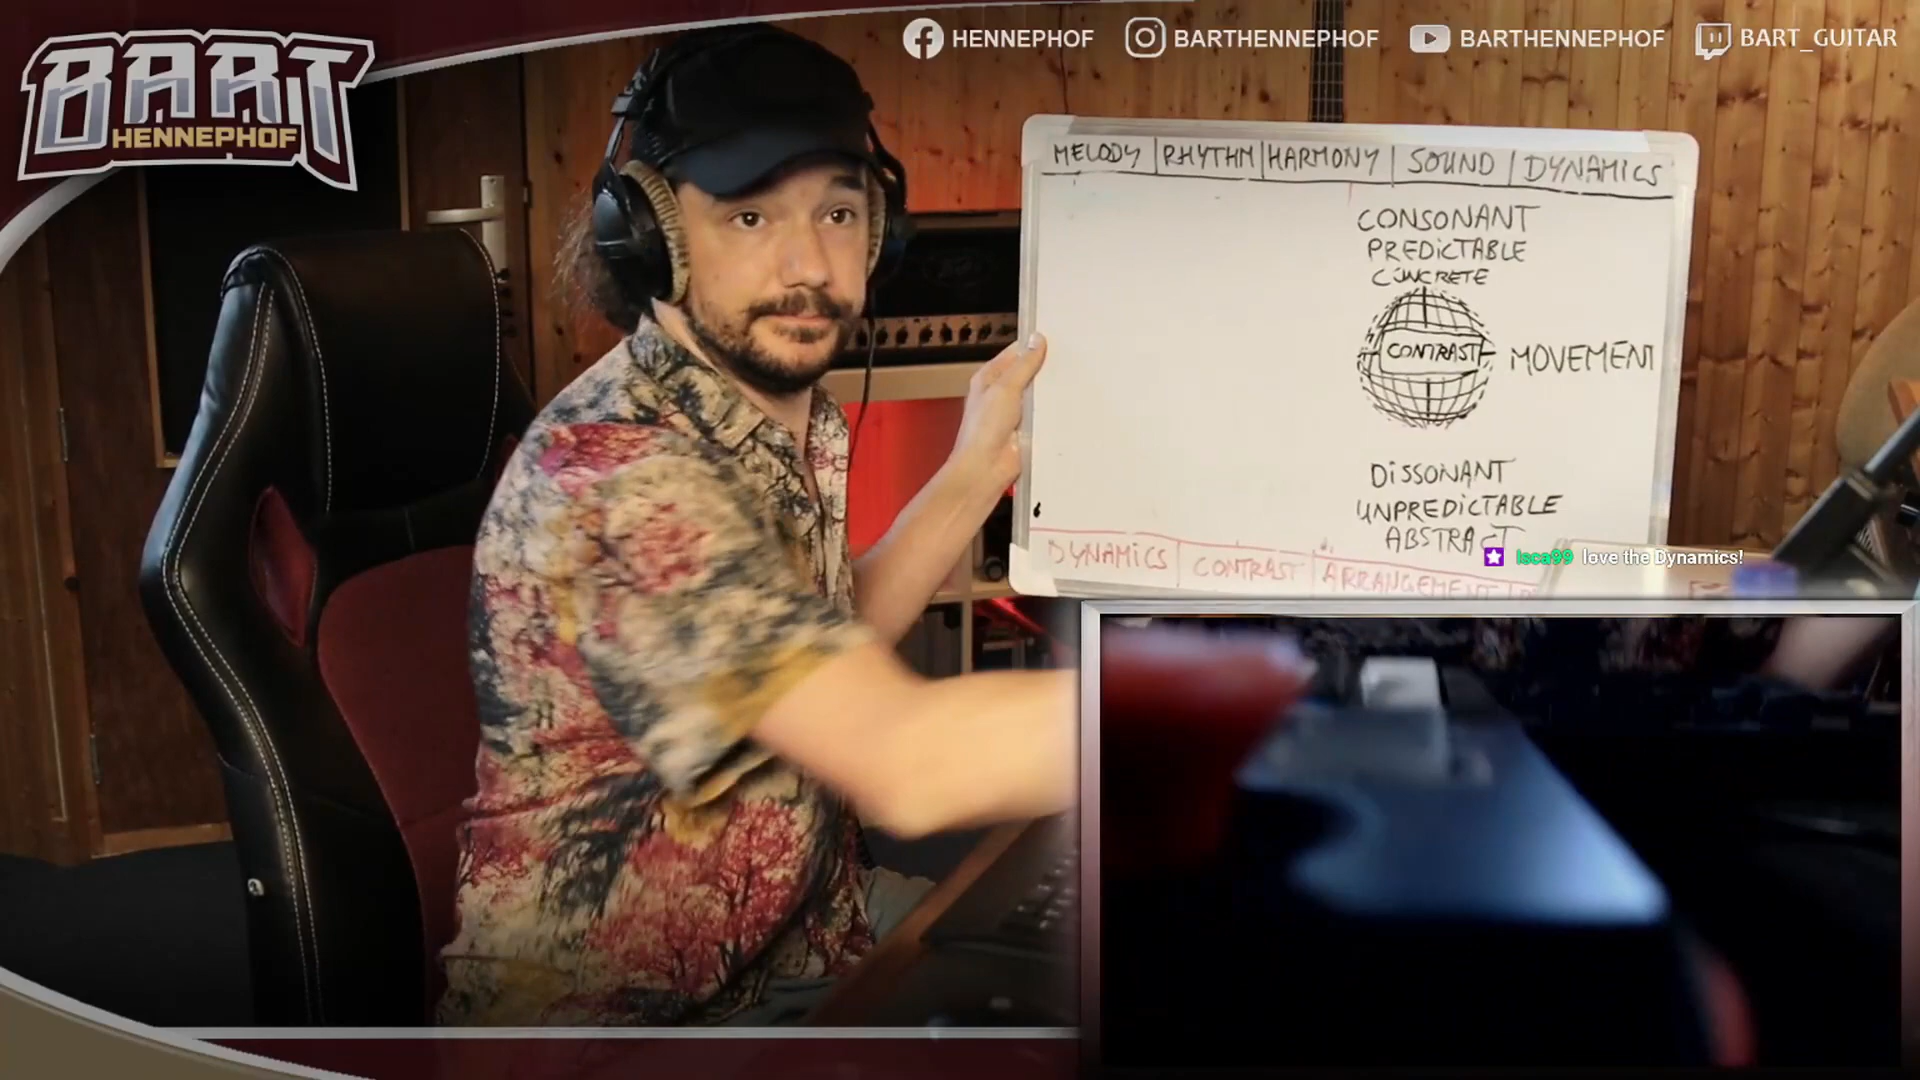 BART
HENNEPHOF
HENNEPHOF
BARTHENNEPHOF
BARTHENNEPHOF
BART_GUITAR
MELODY | RHYTHM | HARMONY | SOUND | DYNAMICS
CONSONANT
PREDICTABLE
CONCRETE
CONTRAST
MOVEMENT
DISSONANT
UNPREDICTABLE
ABSTRACT
DYNAMICS | CONTRAST | ARRANGEMENT
lsca99 love the Dynamics!